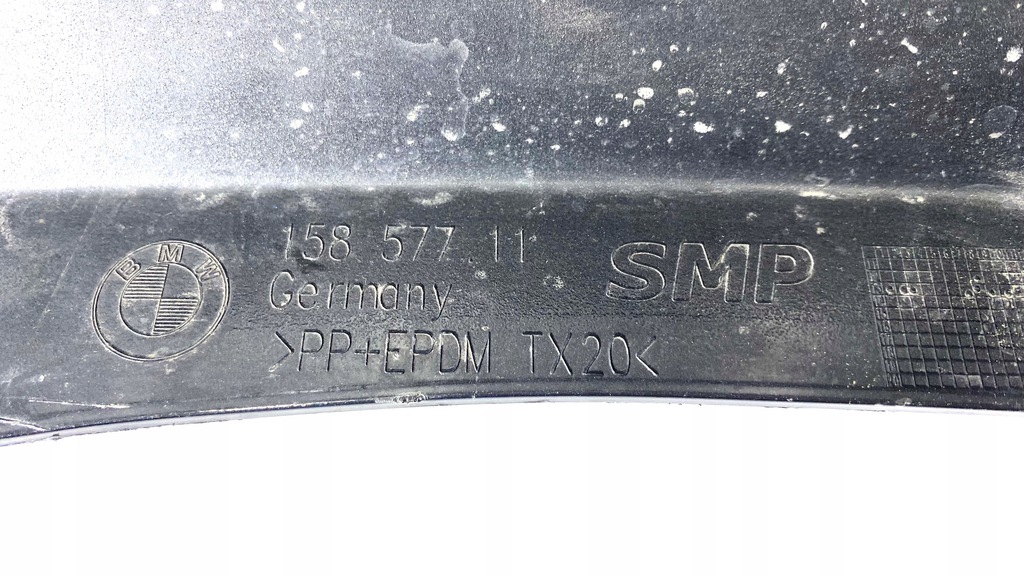 BMW
158 577 . 11
Germany
>PP+EPDM TX20<
SMP